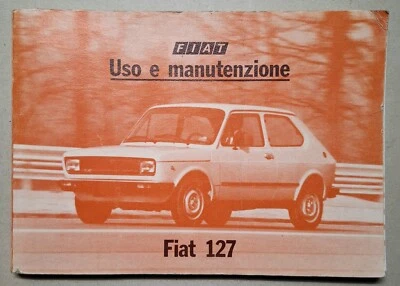 FIAT
Uso e manutenzione
Fiat 127